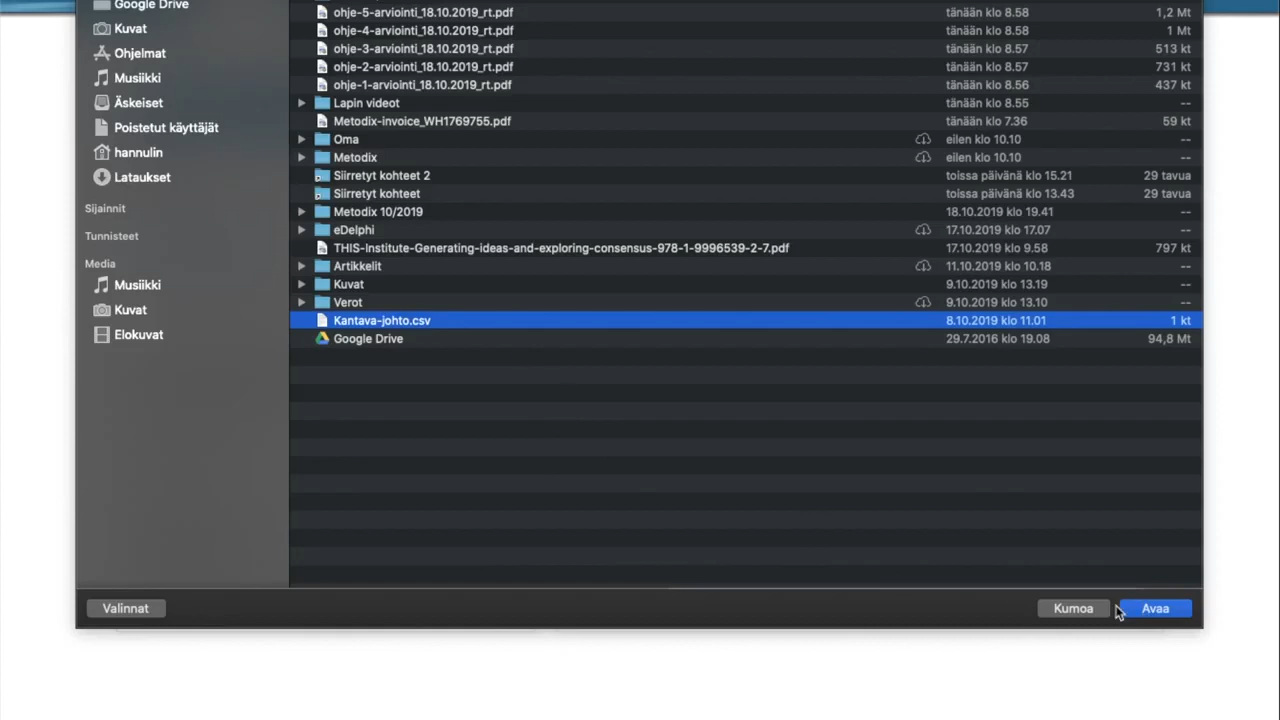 Google Drive
Kuvat
Ohjelmat
Musiikki
Äskeiset
Poistetut käyttäjät
hannulin
Lataukset
Sijainnit
Tunnisteet
Media
Musiikki
Kuvat
Elokuvat
ohje-5-arviointi_18.10.2019_rt.pdf tänään klo 8.58 1,2 Mt
ohje-4-arviointi_18.10.2019_rt.pdf tänään klo 8.58 1 Mt
ohje-3-arviointi_18.10.2019_rt.pdf tänään klo 8.57 513 kt
ohje-2-arviointi_18.10.2019_rt.pdf tänään klo 8.57 731 kt
ohje-1-arviointi_18.10.2019_rt.pdf tänään klo 8.56 437 kt
Lapin videot tänään klo 8.55 --
Metodix-invoice_WH1769755.pdf tänään klo 7.36 59 kt
Oma eilen klo 10.10 --
Metodix eilen klo 10.10 --
Siirretyt kohteet 2 toissa päivänä klo 15.21 29 tavua
Siirretyt kohteet toissa päivänä klo 13.43 29 tavua
Metodix 10/2019 18.10.2019 klo 19.41 --
eDelphi 17.10.2019 klo 17.07 --
THIS-Institute-Generating-ideas-and-exploring-consensus-978-1-9996539-2-7.pdf 17.10.2019 klo 9.58 797 kt
Artikkelit 11.10.2019 klo 10.18 --
Kuvat 9.10.2019 klo 13.19 --
Verot 9.10.2019 klo 13.10 --
Kantava-johto.csv 8.10.2019 klo 11.01 1 kt
Google Drive 29.7.2016 klo 19.08 94,8 Mt
Valinnat Kumoa Avaa